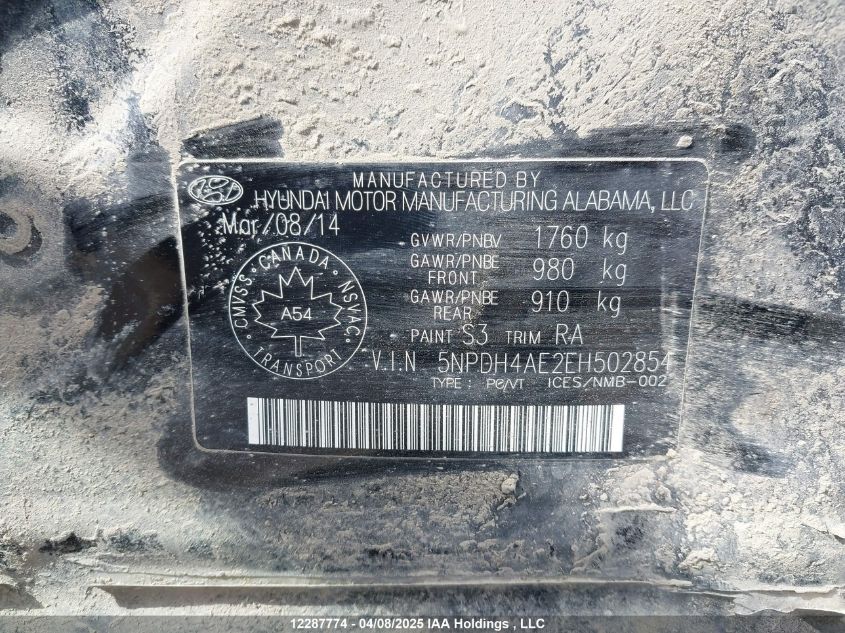 MANUFACTURED BY
HYUNDAI MOTOR MANUFACTURING ALABAMA, LLC
Mar/08/14
GVWR/PNBV 1760 kg
GAWR/PNBE FRONT 980 kg
GAWR/PNBE REAR 910 kg
CMVSS · CANADA · NSVAC · TRANSPORT ·
A54
PAINT S3 TRIM RA
V.I.N 5NPDH4AE2EH502854
TYPE : PC/VT ICES/NMB-002
12287774 - 04/08/2025 IAA Holdings , LLC